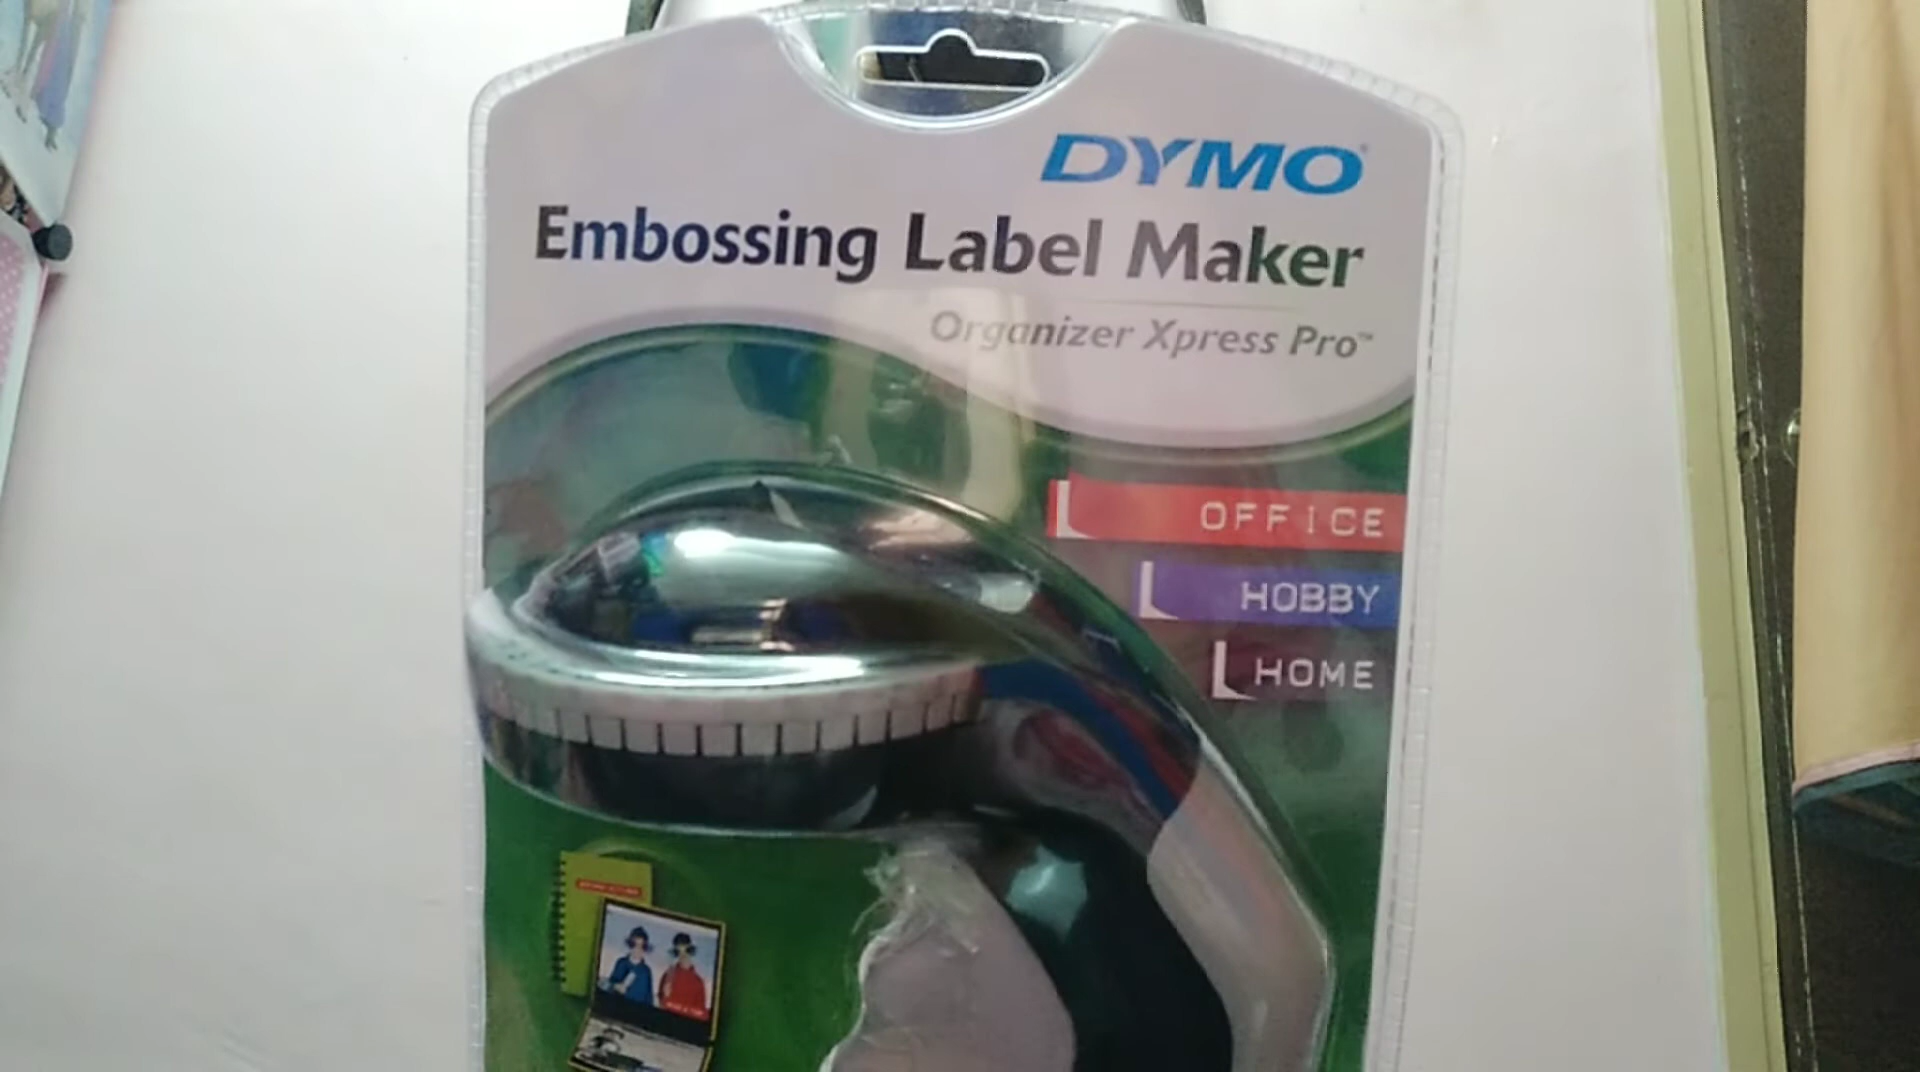 DYMO
Embossing Label Maker
Organizer Xpress Pro™
OFFICE
HOBBY
HOME